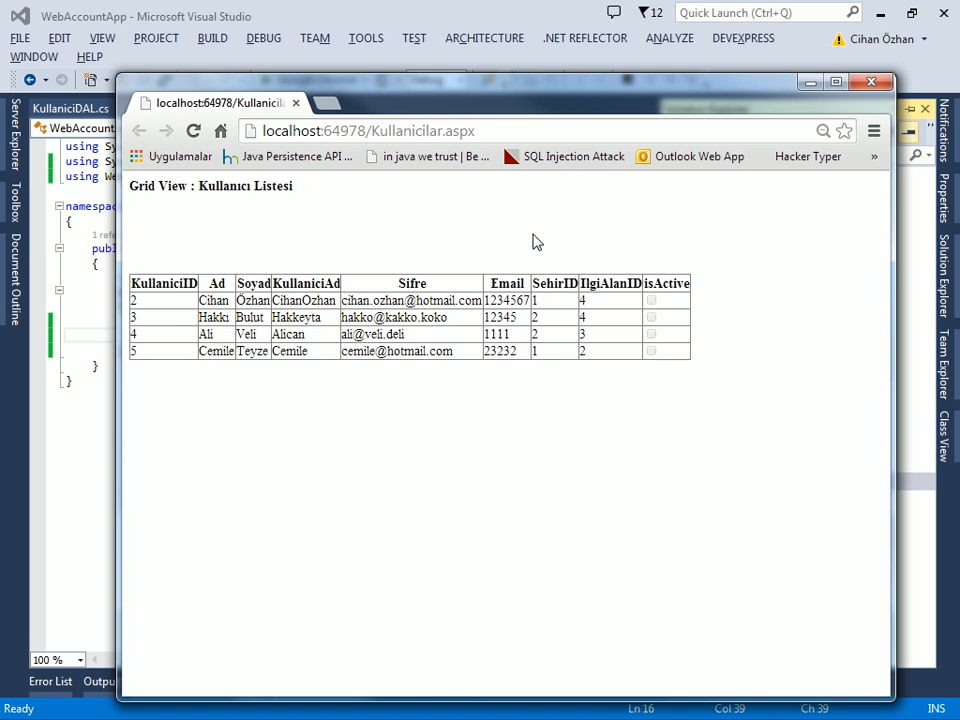 WebAccountApp - Microsoft Visual Studio
12
Quick Launch (Ctrl+Q)
FILE EDIT VIEW PROJECT BUILD DEBUG TEAM TOOLS TEST ARCHITECTURE .NET REFLECTOR ANALYZE DEVEXPRESS
Cihan Özhan
WINDOW HELP
KullaniciDAL.cs
WebAccount
using Sy
using Sy
using We
namespac
{
1 refe
publ
{
}
}
localhost:64978/Kullanicila
localhost:64978/Kullanicilar.aspx
Uygulamalar
Java Persistence API ...
in java we trust | Be ...
SQL Injection Attack
Outlook Web App
Hacker Typer
»
Grid View : Kullanıcı Listesi
KullaniciID Ad Soyad KullaniciAd Sifre Email SehirID IlgiAlanID isActive
2 Cihan Özhan CihanOzhan cihan.ozhan@hotmail.com 1234567 1 4
3 Hakkı Bulut Hakkeyta hakko@kakko.koko 12345 2 4
4 Ali Veli Alican ali@veli.deli 1111 2 3
5 Cemile Teyze Cemile cemile@hotmail.com 23232 1 2
Server Explorer
Toolbox
Document Outline
Notifications
Properties
Solution Explorer
Team Explorer
Class View
100 %
Error List
Outpu
Ready
Ln 16
Col 39
Ch 39
INS